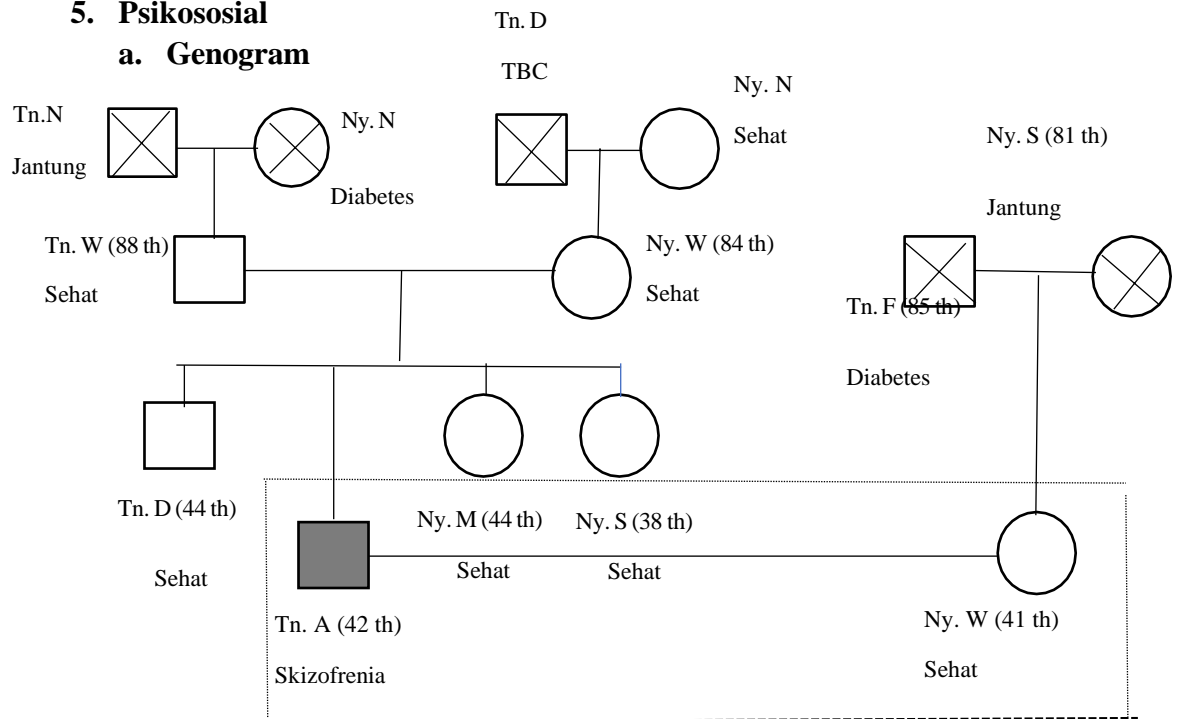 5. Psikososial
a. Genogram
Tn. D
TBC
Ny. N
Sehat
Tn.N
Jantung
Ny. N
Diabetes
Ny. S (81 th)
Jantung
Tn. W (88 th)
Sehat
Ny. W (84 th)
Sehat
Tn. F (85 th)
Diabetes
Tn. D (44 th)
Sehat
Ny. M (44 th)
Sehat
Ny. S (38 th)
Sehat
Tn. A (42 th)
Skizofrenia
Ny. W (41 th)
Sehat